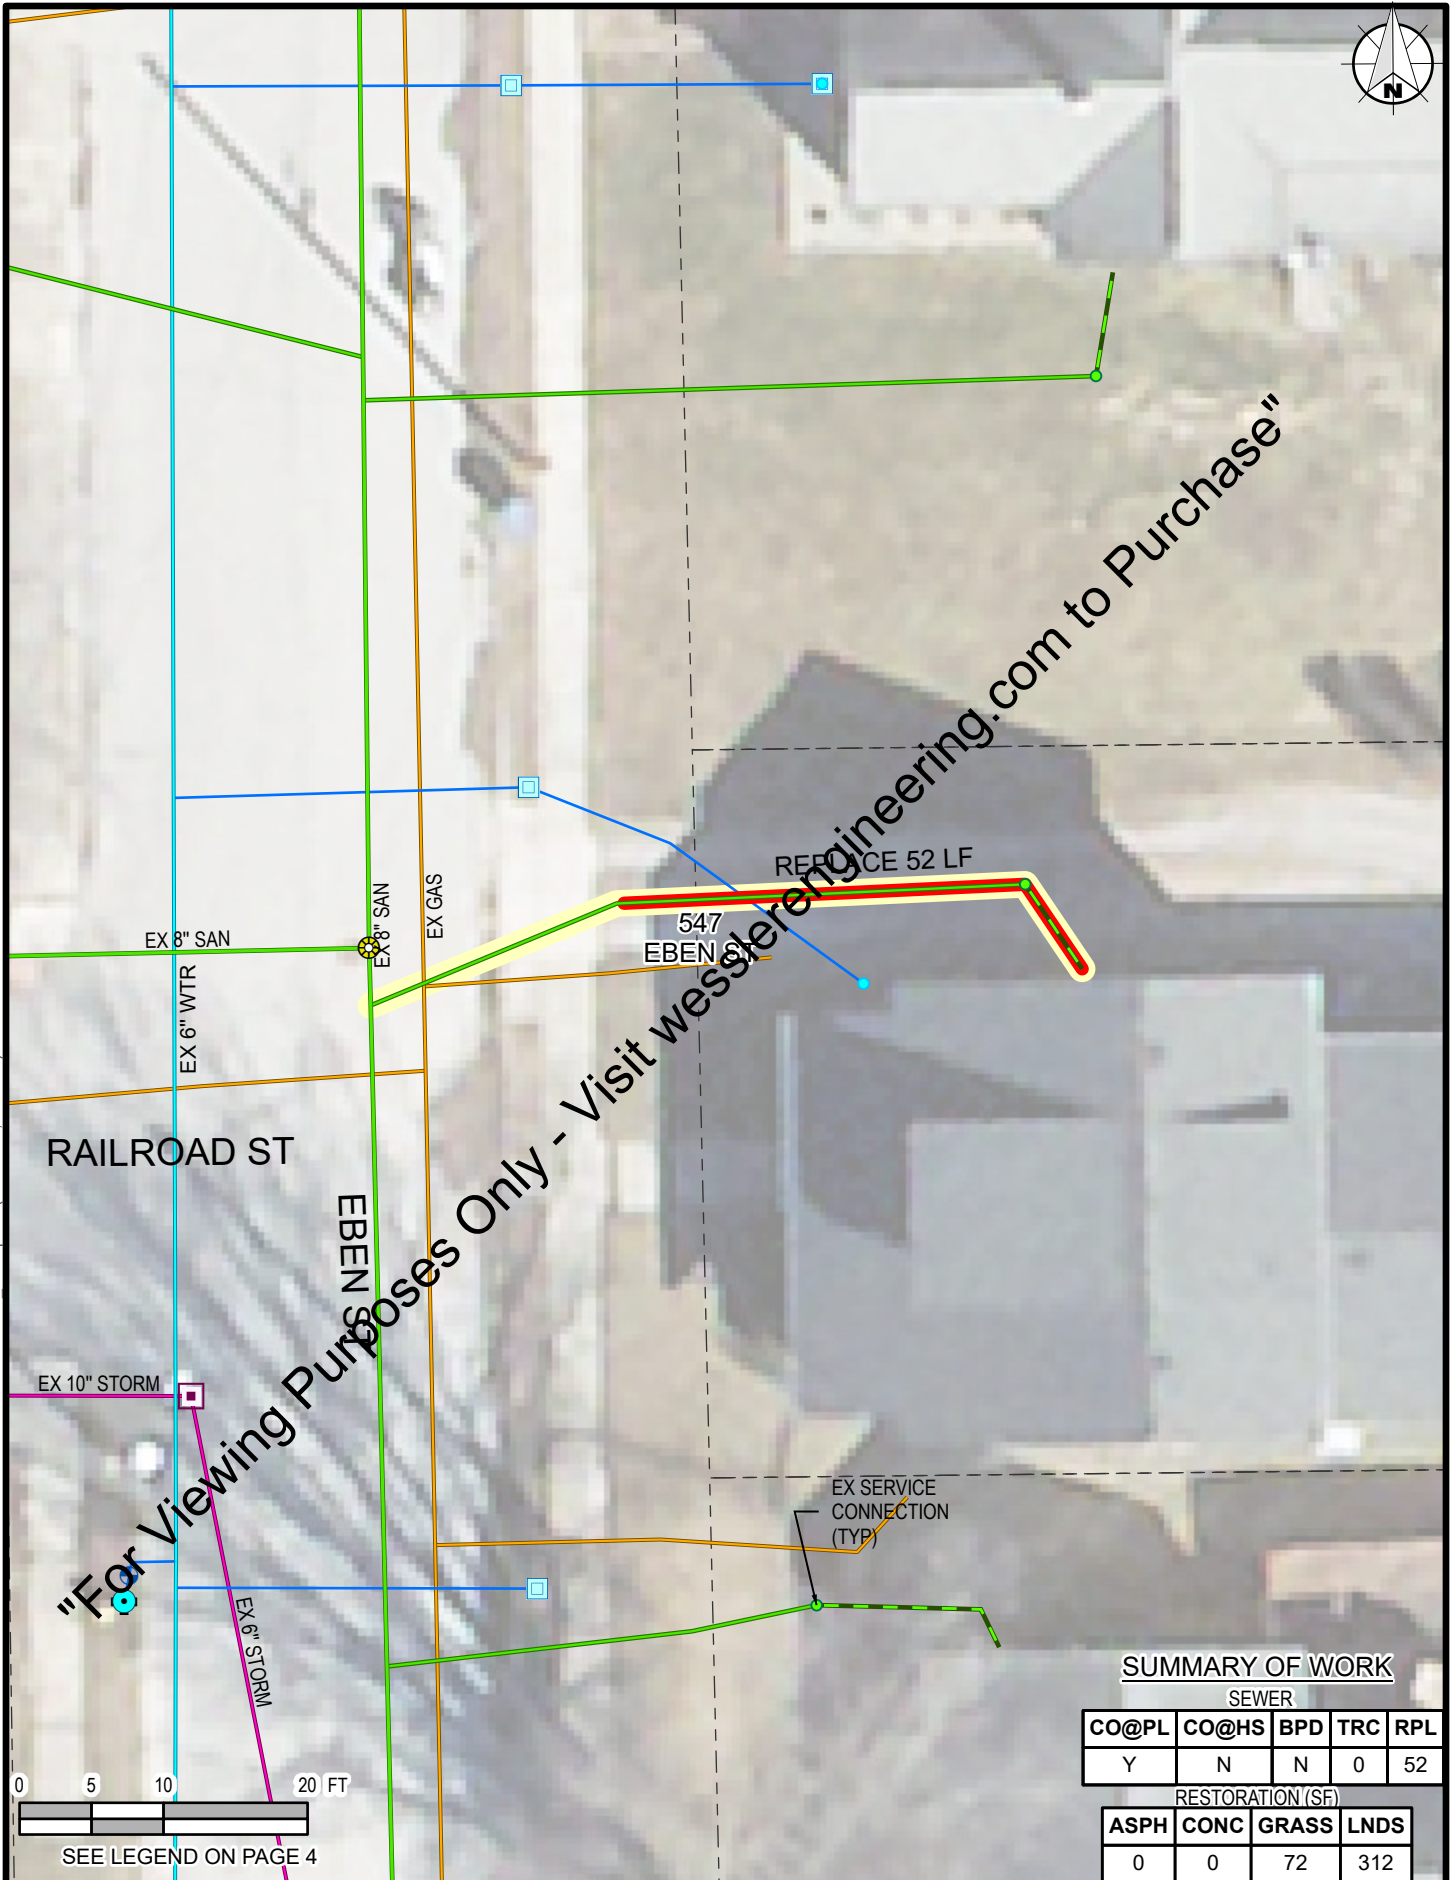 N
REPLACE 52 LF
547
EBEN ST
EX 8" SAN
EX 8" SAN
EX GAS
EX 6" WTR
RAILROAD ST
EBEN ST
EX 10" STORM
EX 6" STORM
EX SERVICE
CONNECTION
(TYP)
"For Viewing Purposes Only - Visit wesslerengineering.com to Purchase"
SUMMARY OF WORK
SEWER
CO@PL CO@HS BPD TRC RPL
Y N N 0 52
RESTORATION (SF)
ASPH CONC GRASS LNDS
0 0 72 312
0 5 10 20 FT
SEE LEGEND ON PAGE 4